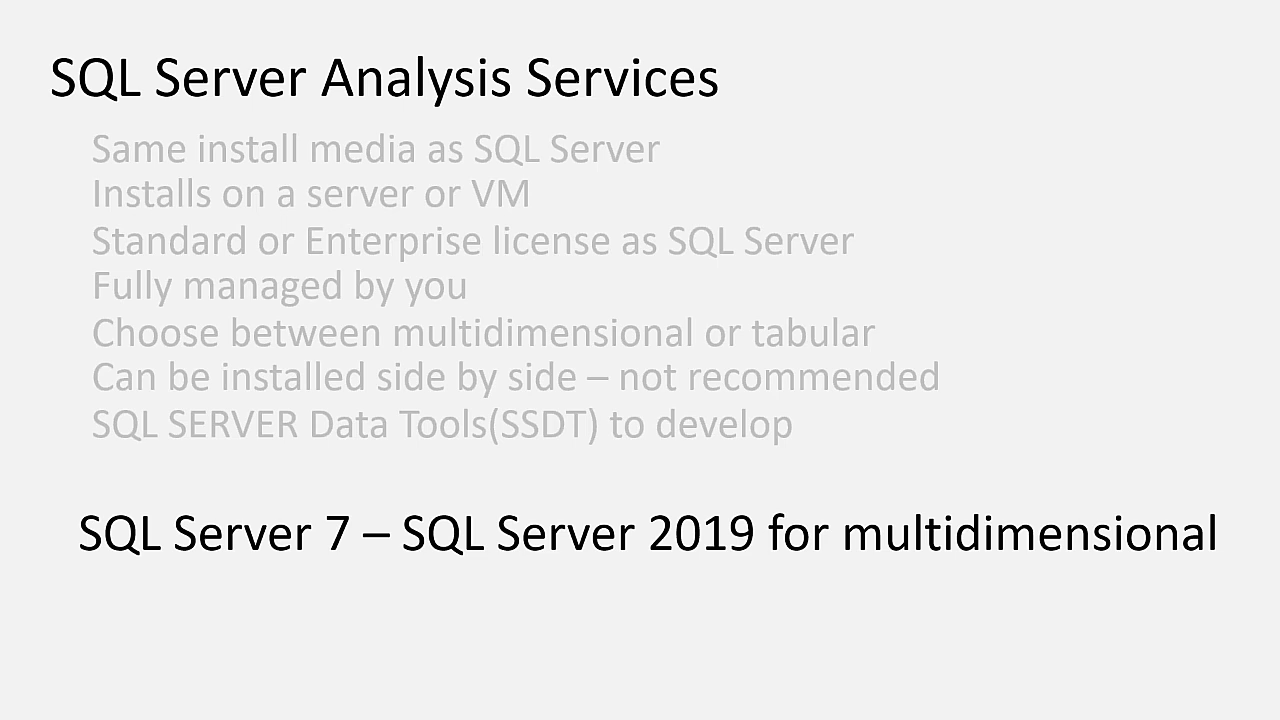 SQL Server Analysis Services
Same install media as SQL Server
Installs on a server or VM
Standard or Enterprise license as SQL Server
Fully managed by you
Choose between multidimensional or tabular
Can be installed side by side – not recommended
SQL SERVER Data Tools(SSDT) to develop
SQL Server 7 – SQL Server 2019 for multidimensional